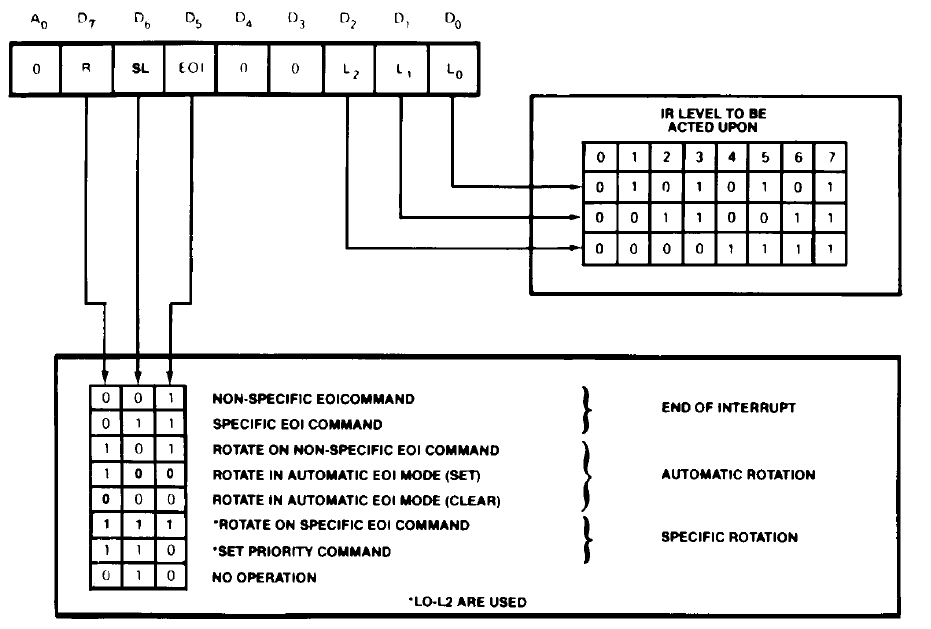 A0 D7 D6 D5 D4 D3 D2 D1 D0
0 R SL EOI 0 0 L2 L1 L0
IR LEVEL TO BE
ACTED UPON
0 1 2 3 4 5 6 7
0 1 0 1 0 1 0 1
0 0 1 1 0 0 1 1
0 0 0 0 1 1 1 1
0 0 1 NON-SPECIFIC EOICOMMAND
END OF INTERRUPT
0 1 1 SPECIFIC EOI COMMAND
1 0 1 ROTATE ON NON-SPECIFIC EOI COMMAND
1 0 0 ROTATE IN AUTOMATIC EOI MODE (SET) AUTOMATIC ROTATION
0 0 0 ROTATE IN AUTOMATIC EOI MODE (CLEAR)
1 1 1 *ROTATE ON SPECIFIC EOI COMMAND
SPECIFIC ROTATION
1 1 0 *SET PRIORITY COMMAND
0 1 0 NO OPERATION
*LO-L2 ARE USED